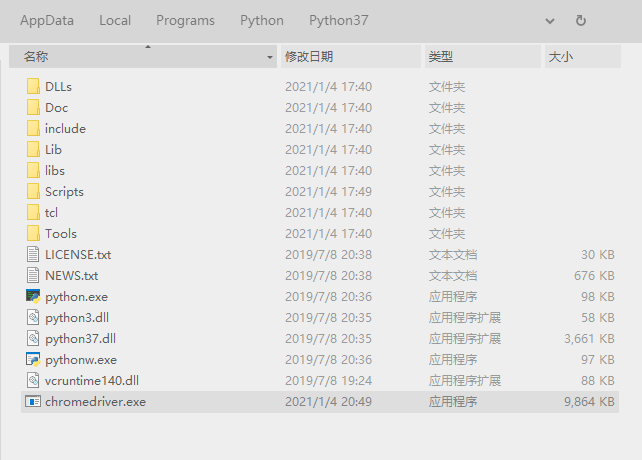 AppData Local Programs Python Python37
名称 修改日期 类型 大小
DLLs 2021/1/4 17:40 文件夹
Doc 2021/1/4 17:40 文件夹
include 2021/1/4 17:40 文件夹
Lib 2021/1/4 17:40 文件夹
libs 2021/1/4 17:40 文件夹
Scripts 2021/1/4 17:49 文件夹
tcl 2021/1/4 17:40 文件夹
Tools 2021/1/4 17:40 文件夹
LICENSE.txt 2019/7/8 20:38 文本文档 30 KB
NEWS.txt 2019/7/8 20:38 文本文档 676 KB
python.exe 2019/7/8 20:36 应用程序 98 KB
python3.dll 2019/7/8 20:35 应用程序扩展 58 KB
python37.dll 2019/7/8 20:35 应用程序扩展 3,661 KB
pythonw.exe 2019/7/8 20:36 应用程序 97 KB
vcruntime140.dll 2019/7/8 19:24 应用程序扩展 88 KB
chromedriver.exe 2021/1/4 20:49 应用程序 9,864 KB